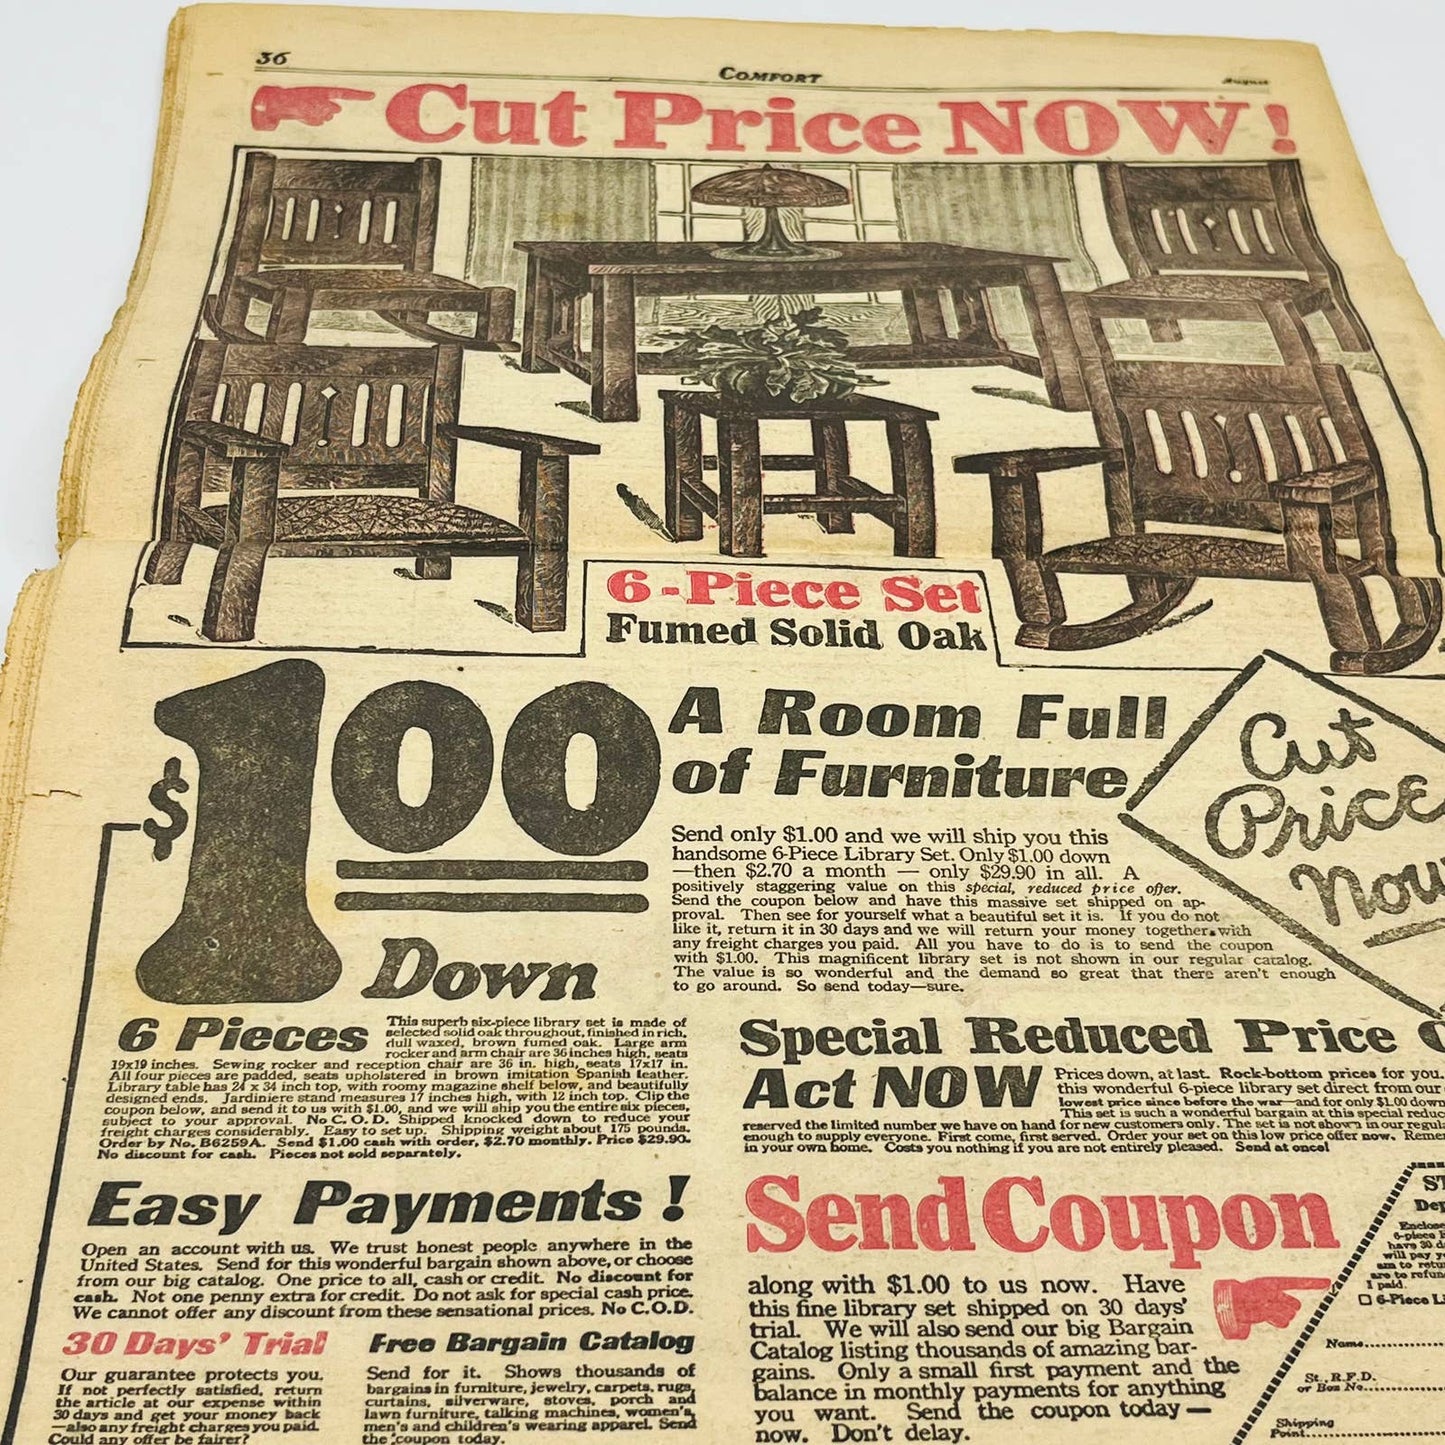 36
COMFORT
August
Cut Price NOW!
6-Piece Set
Fumed Solid Oak
$1.00
Down
A Room Full
of Furniture
Cut
Price
Now
Send only $1.00 and we will ship you this
handsome 6-Piece Library Set. Only $1.00 down
—then $2.70 a month — only $29.90 in all. A
positively staggering value on this special, reduced price offer.
Send the coupon below and have this massive set shipped on ap-
proval. Then see for yourself what a beautiful set it is. If you do not
like it, return it in 30 days and we will return your money together with
any freight charges you paid. All you have to do is to send the coupon
with $1.00. This magnificent library set is not shown in our regular catalog.
The value is so wonderful and the demand so great that there aren't enough
to go around. So send today—sure.
6 Pieces
This superb six-piece library set is made of
selected solid oak throughout, finished in rich,
dull waxed, brown fumed oak. Large arm
rocker and arm chair are 36 inches high, seats
19x19 inches. Sewing rocker and reception chair are 36 in. high, seats 17x17 in.
All four pieces are padded, seats upholstered in brown imitation Spanish leather.
Library table has 24 x 34 inch top, with roomy magazine shelf below, and beautifully
designed ends. Jardiniere stand measures 17 inches high, with 12 inch top. Clip the
coupon below, and send it to us with $1.00, and we will ship you the entire six pieces,
subject to your approval. No C. O. D. Shipped knocked down to reduce your
freight charges considerably. Easy to set up. Shipping weight about 175 pounds.
Order by No. B6259A. Send $1.00 cash with order, $2.70 monthly. Price $29.90.
No discount for cash. Pieces not sold separately.
Special Reduced Price
Act NOW
Prices down, at last. Rock-bottom prices for you.
this wonderful 6-piece library set direct from our
lowest price since before the war—and for only $1.00 down
This set is such a wonderful bargain at this special reduc
reserved the limited number we have on hand for new customers only. The set is not shown in our regul
enough to supply everyone. First come, first served. Order your set on this low price offer now. Reme
in your own home. Costs you nothing if you are not entirely pleased. Send at once!
Easy Payments!
Open an account with us. We trust honest people anywhere in the
United States. Send for this wonderful bargain shown above, or choose
from our big catalog. One price to all, cash or credit. No discount for
cash. Not one penny extra for credit. Do not ask for special cash price.
We cannot offer any discount from these sensational prices. No C.O.D.
30 Days' Trial
Our guarantee protects you.
If not perfectly satisfied, return
the article at our expense within
30 days and get your money back
—also any freight charges you paid.
Could any offer be fairer?
Free Bargain Catalog
Send for it. Shows thousands of
bargains in furniture, jewelry, carpets, rugs,
curtains, silverware, stoves, porch and
lawn furniture, talking machines, women's,
men's and children's wearing apparel. Send
the coupon today.
Send Coupon
along with $1.00 to us now. Have
this fine library set shipped on 30 days'
trial. We will also send our big Bargain
Catalog listing thousands of amazing bar-
gains. Only a small first payment and the
balance in monthly payments for anything
you want. Send the coupon today—
now. Don't delay.
ST
Dep
Enclose
6-piece
have 30 d
will pay y
am to retu
are to refun
I paid.
6-Piece Li
Name
St., R.F.D.
or Box No.
Shipping
Point